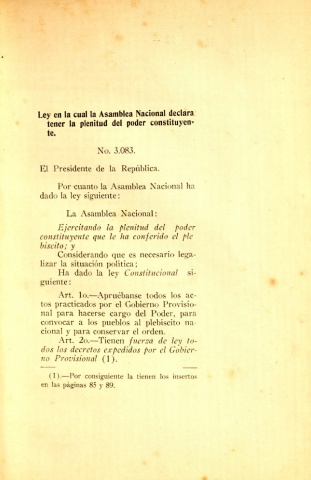 Ley en la cual la Asamblea Nacional declara
tener la plenitud del poder constituyen-
te.
No. 3.083.
El Presidente de la República.
Por cuanto la Asamblea Nacional ha
dado la ley siguiente:
La Asamblea Nacional:
Ejercitando la plenitud del poder
constituyente que le ha conferido el ple
biscito; y
Considerando que es necesario lega-
lizar la situación política;
Ha dado la ley Constitucional si-
guiente:
Art. 1o.—Apruébanse todos los ac-
tos practicados por el Gobierno Provisio-
nal para hacerse cargo del Poder, para
convocar a los pueblos al plebiscito na-
cional y para conservar el orden.
Art. 2o.—Tienen fuerza de ley to-
dos los decretos expedidos por el Gobier-
no Provisional (1).
(1).—Por consiguiente la tienen los insertos
en las páginas 85 y 89.